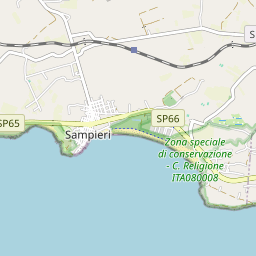 S
SP66
SP65
Sampieri
Zona speciale
di conservazione
- C. Religione
ITA080008